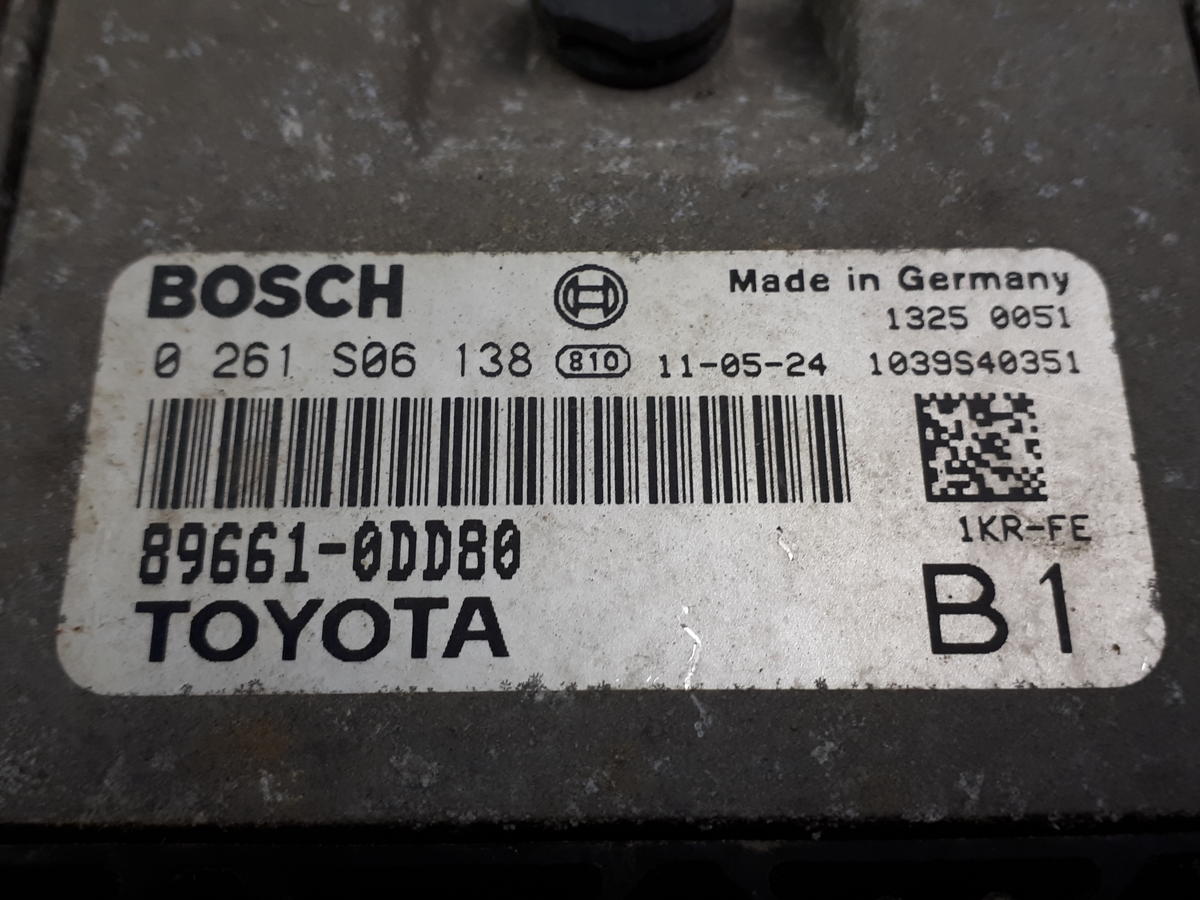 BOSCH
Made in Germany
1325 0051
0 261 S06 138 810 11-05-24 1039S40351
89661-0DD80
1KR-FE
TOYOTA
B1